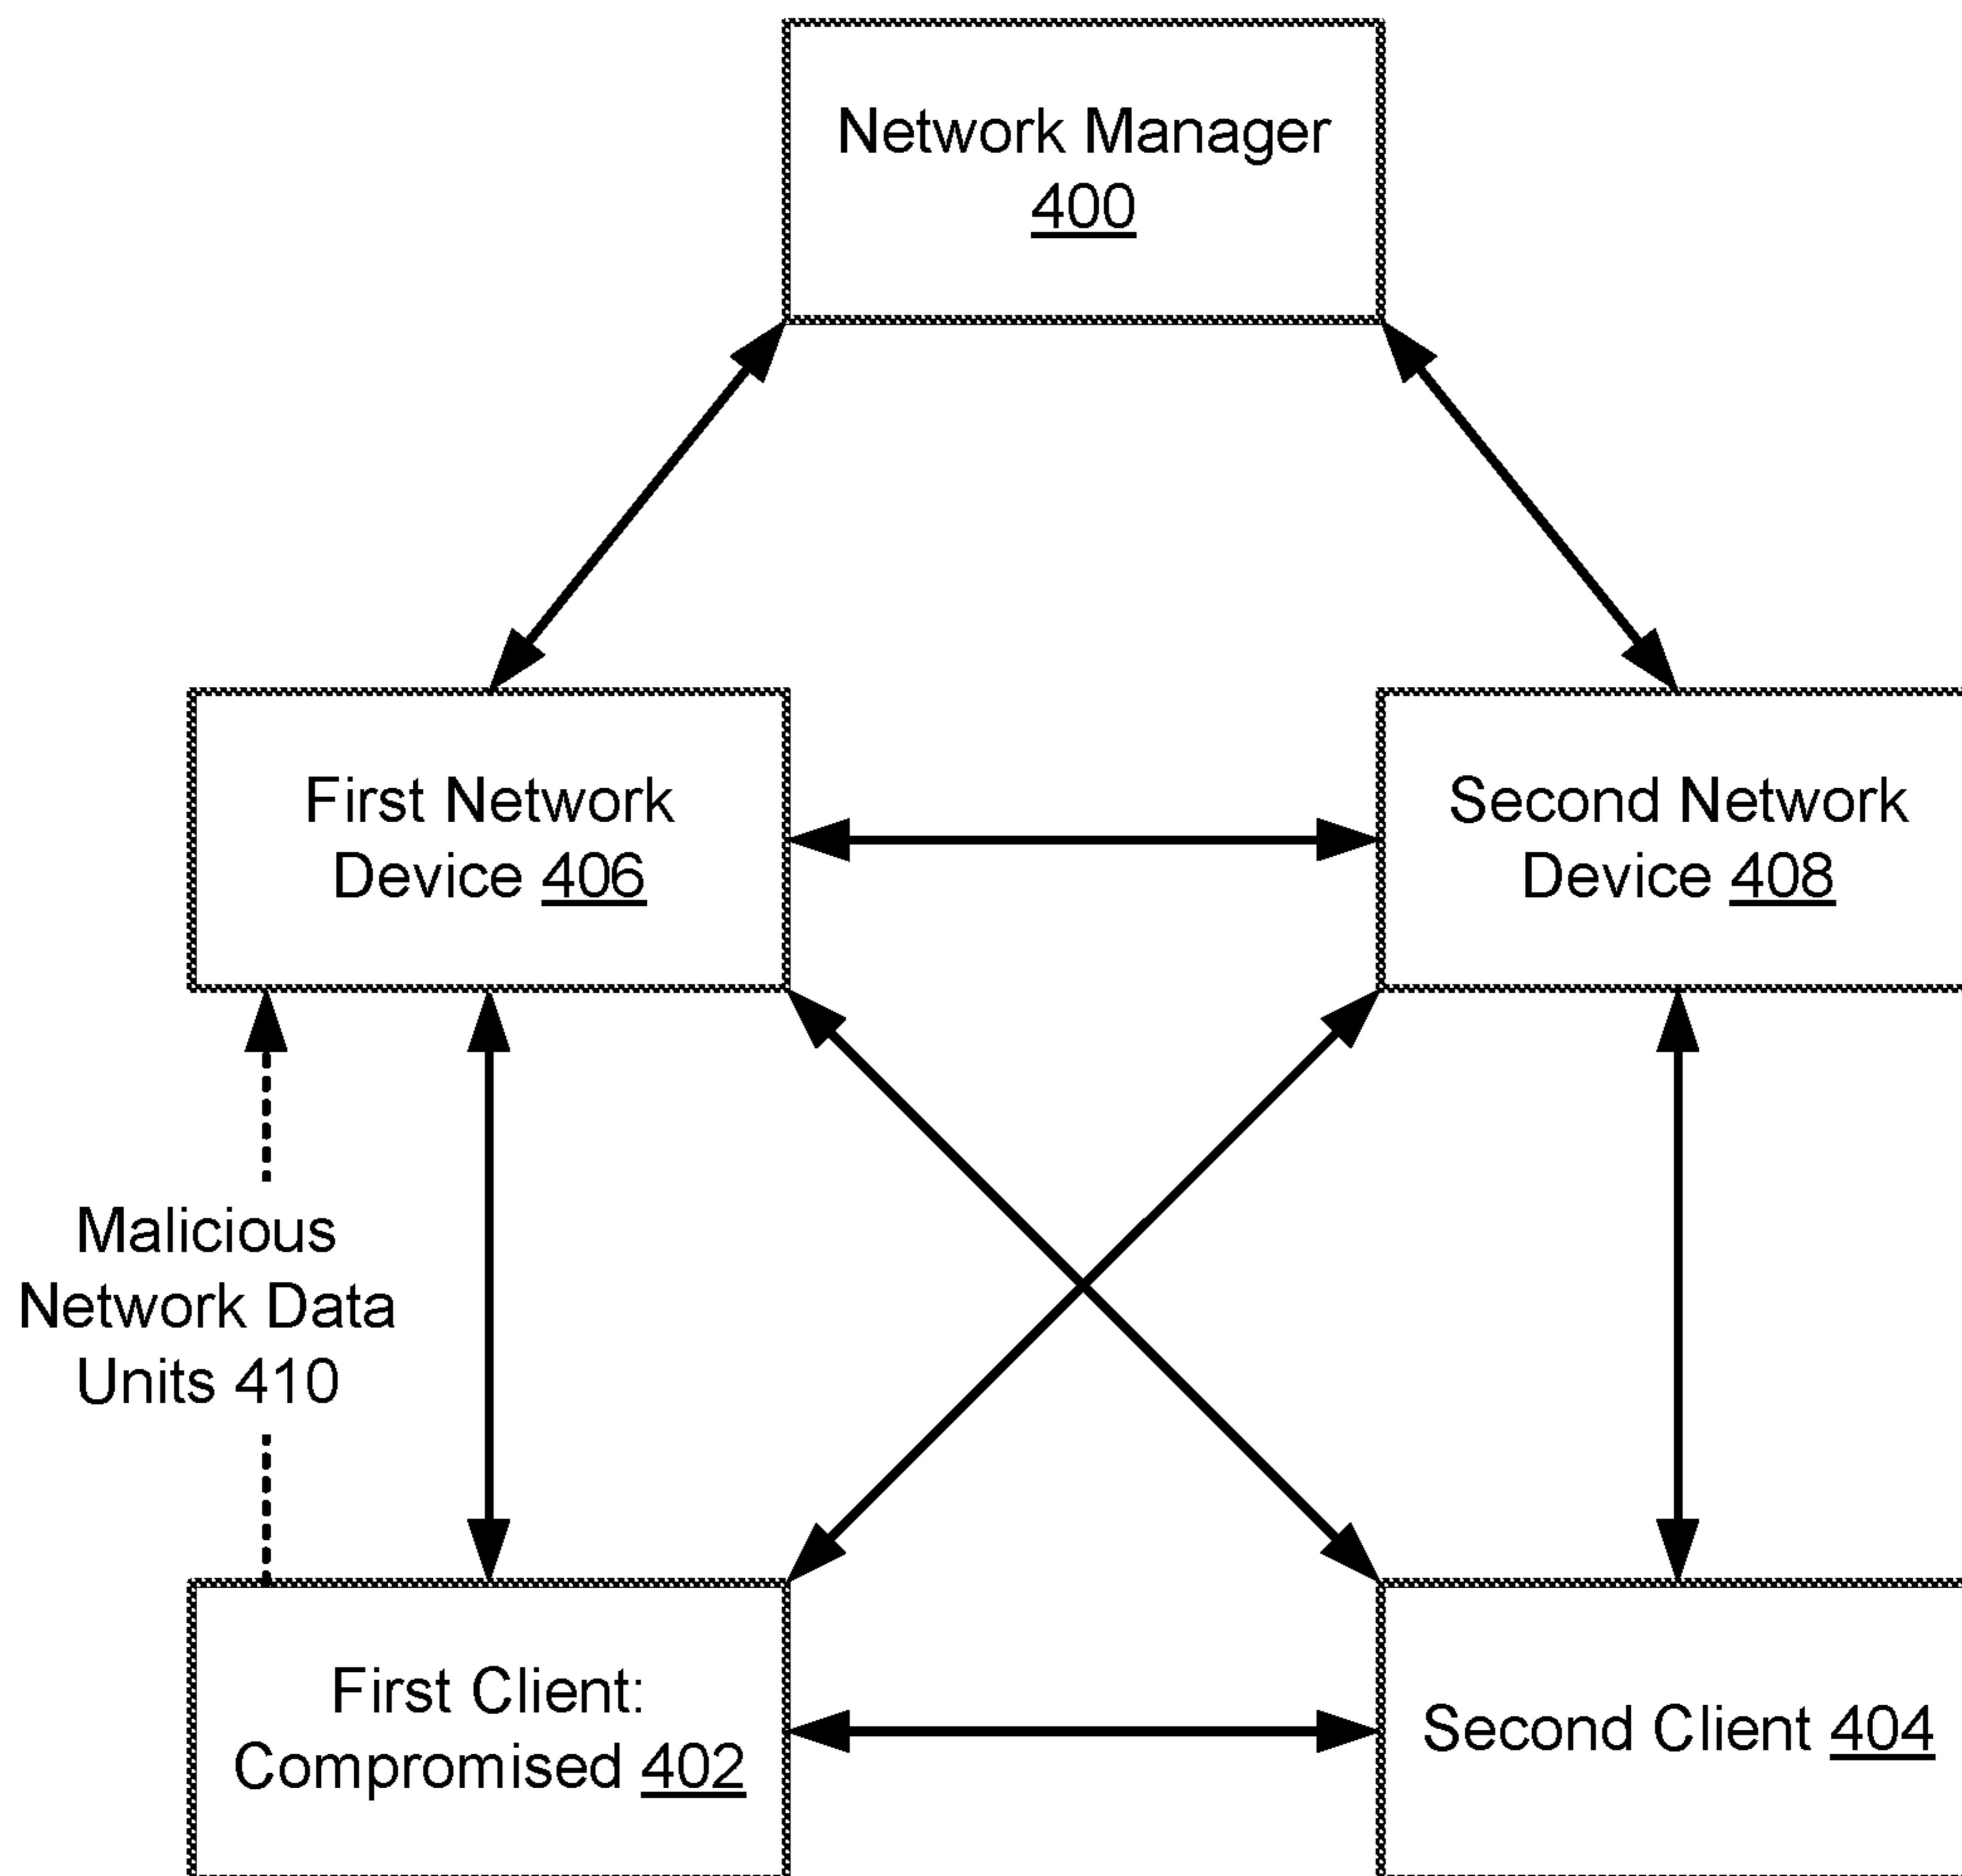 Network Manager
400
First Network
Device 406
Second Network
Device 408
Malicious
Network Data
Units 410
First Client:
Compromised 402
Second Client 404